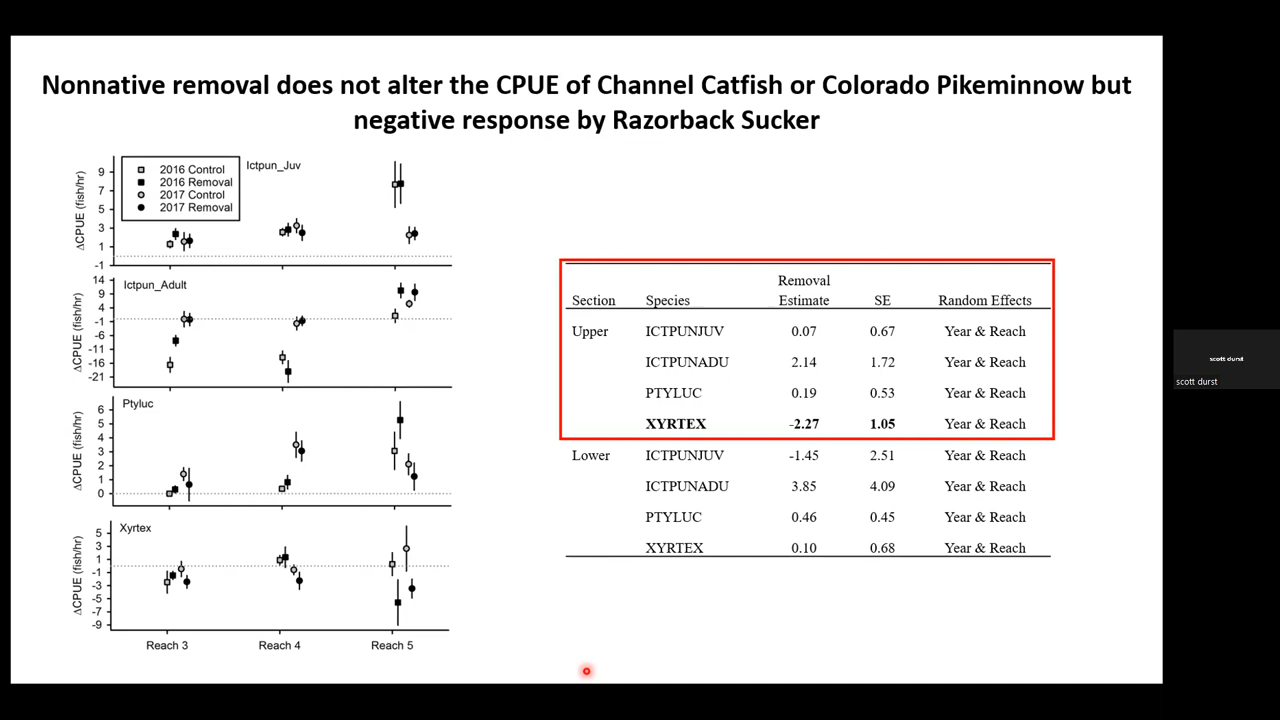 Nonnative removal does not alter the CPUE of Channel Catfish or Colorado Pikeminnow but
negative response by Razorback Sucker
2016 Control
2016 Removal
2017 Control
2017 Removal
Ictpun_Juv
ΔCPUE (fish/hr)
9
7
5
3
1
-1
Ictpun_Adult
ΔCPUE (fish/hr)
14
9
4
-1
-6
-11
-16
-21
Ptyluc
ΔCPUE (fish/hr)
6
5
4
3
2
1
0
Xyrtex
ΔCPUE (fish/hr)
5
3
1
-1
-3
-5
-7
-9
Reach 3 Reach 4 Reach 5
Removal
Section Species Estimate SE Random Effects
Upper ICTPUNJUV 0.07 0.67 Year & Reach
ICTPUNADU 2.14 1.72 Year & Reach
PTYLUC 0.19 0.53 Year & Reach
XYRTEX -2.27 1.05 Year & Reach
Lower ICTPUNJUV -1.45 2.51 Year & Reach
ICTPUNADU 3.85 4.09 Year & Reach
PTYLUC 0.46 0.45 Year & Reach
XYRTEX 0.10 0.68 Year & Reach
scott durst
scott durst